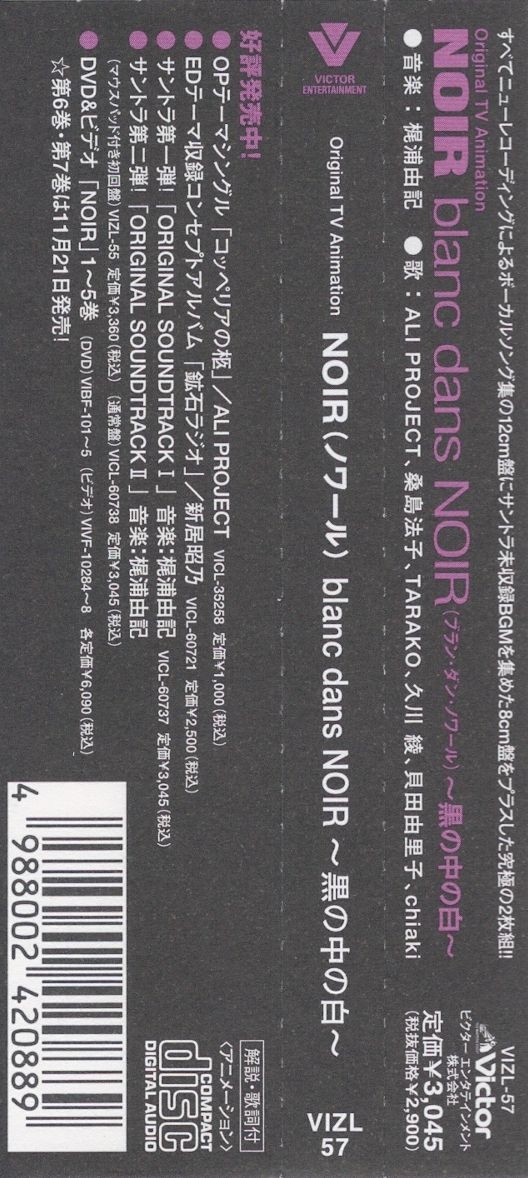 すべてニューレコーディングによるボーカルソング集の12cm盤にサントラ未収録BGMを集めた8cm盤をプラスした究極の2枚組!!
Original TV Animation
NOIR blanc dans NOIR(ブラン・ダン・ノワール)〜黒の中の白〜
●音楽：梶浦由記 ●歌：ALI PROJECT、桑島法子、TARAKO、久川 綾、貝田由里子、chiaki
VIZL-57
Victor
ビクターエンタテインメント
株式会社
定価¥3,045
(税抜価格¥2,900)
VICTOR
ENTERTAINMENT
Original TV Animation NOIR(ノワール) blanc dans NOIR 〜黒の中の白〜
VIZL
57
好評発売中!
●OPテーマシングル「コッペリアの柩」／ALI PROJECT VICL-35258 定価¥1,000(税込)
●EDテーマ収録コンセプトアルバム「鉱石ラジオ」／新居昭乃 VICL-60721 定価¥2,500(税込)
●サントラ第一弾!「ORIGINAL SOUNDTRACK I」音楽：梶浦由記 VICL-60737 定価¥3,045(税込)
●サントラ第二弾!「ORIGINAL SOUNDTRACK II」音楽：梶浦由記
(マウスパッド付き初回盤) VIZL-55 定価¥3,360(税込) (通常盤) VICL-60738 定価¥3,045(税込)
●DVD&ビデオ「NOIR」1〜5巻 (DVD) VIBF-101〜5 (ビデオ) VIVF-10284〜8 各定価¥6,090(税込)
☆第6巻・第7巻は11月21日発売!
解説・歌詞付
〈アニメーション〉
COMPACT
disc
DIGITAL AUDIO
4 988002 420889